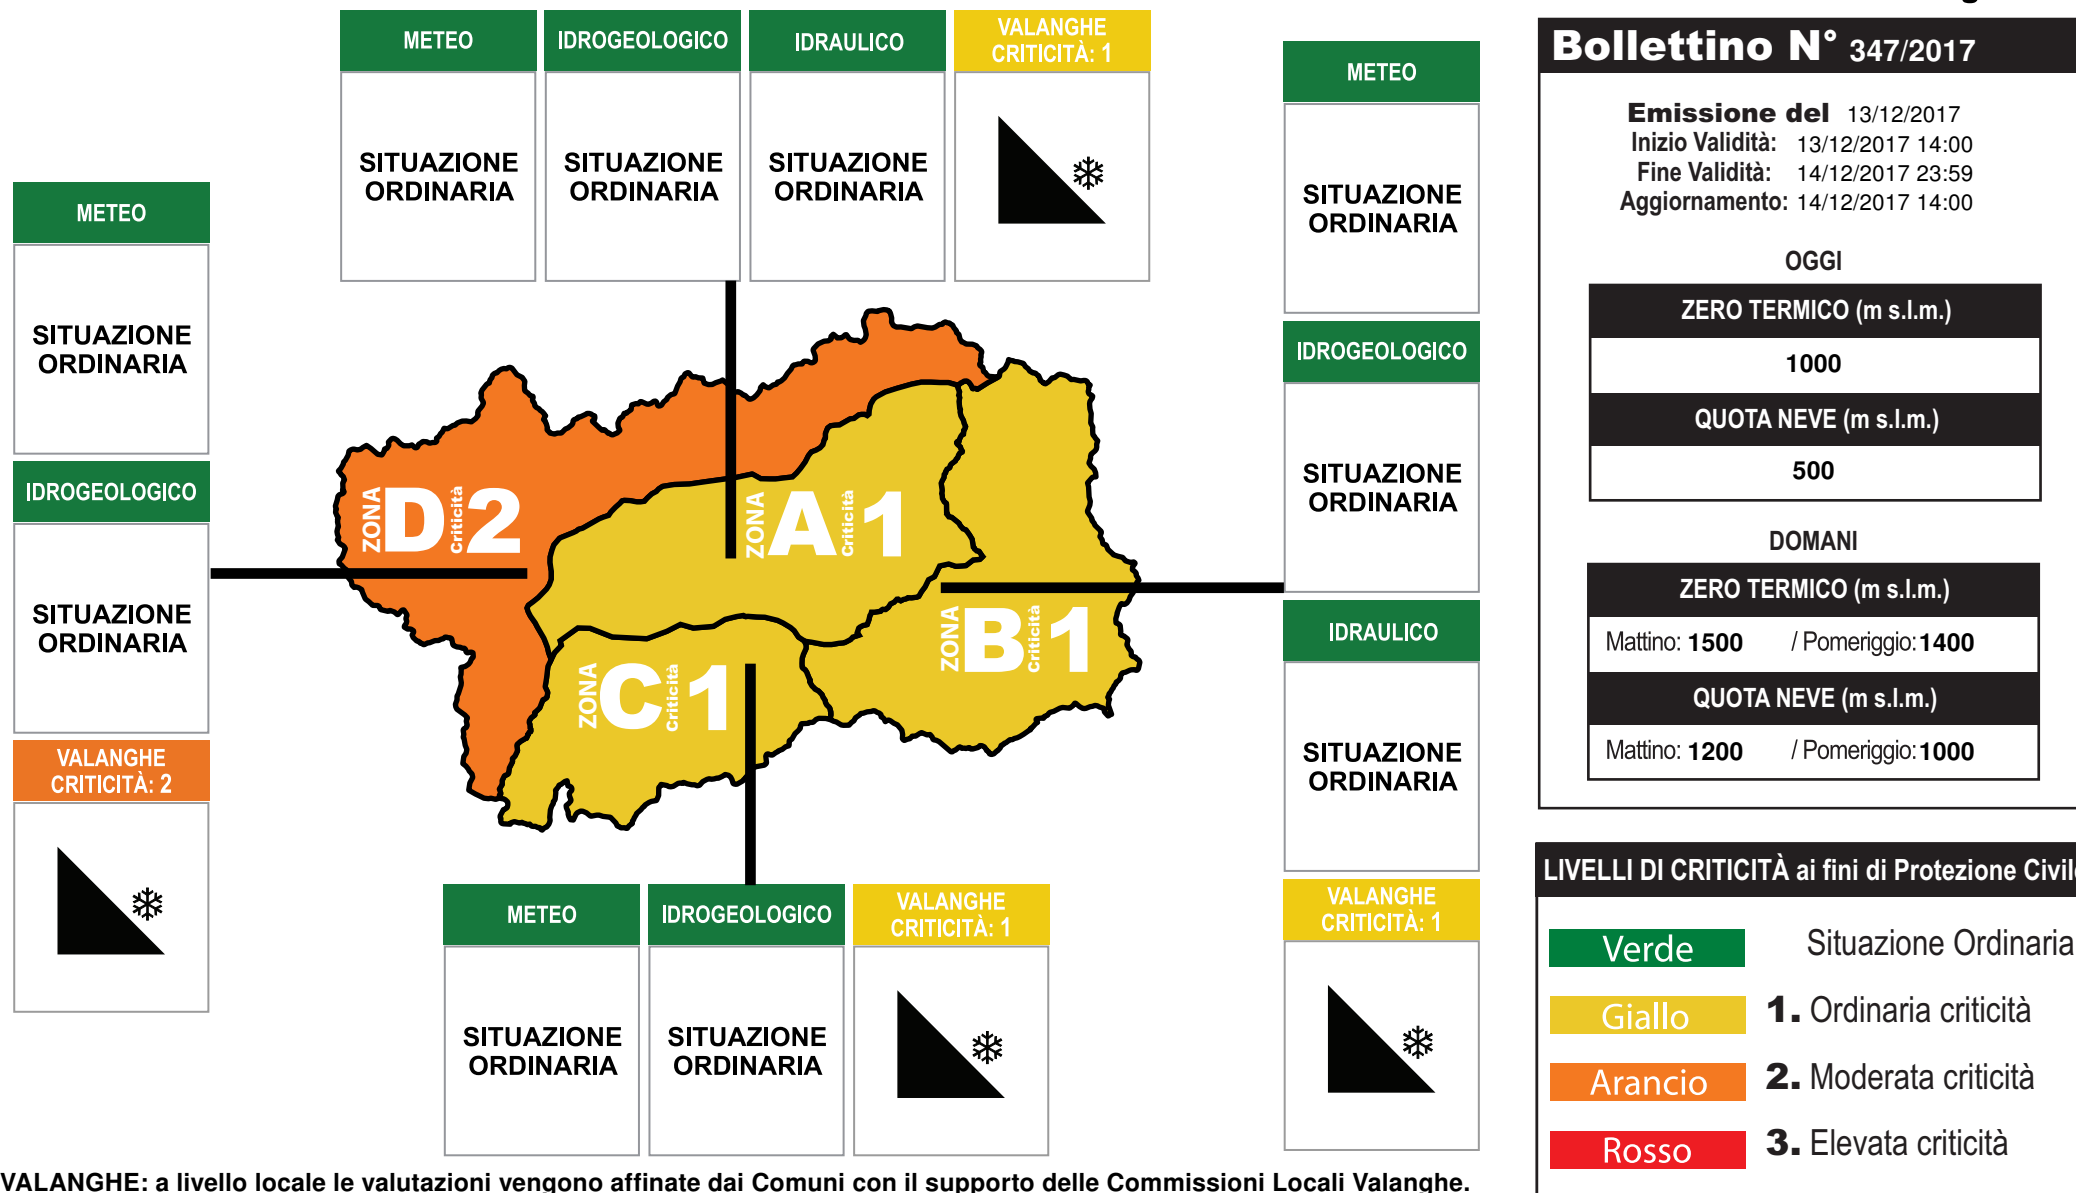 METEO
SITUAZIONE
ORDINARIA
IDROGEOLOGICO
SITUAZIONE
ORDINARIA
IDRAULICO
SITUAZIONE
ORDINARIA
VALANGHE
CRITICITÀ: 1
METEO
SITUAZIONE
ORDINARIA
IDROGEOLOGICO
SITUAZIONE
ORDINARIA
VALANGHE
CRITICITÀ: 2
ZONA D Criticità 2
ZONA A Criticità 1
ZONA B Criticità 1
ZONA C Criticità 1
METEO
SITUAZIONE
ORDINARIA
IDROGEOLOGICO
SITUAZIONE
ORDINARIA
VALANGHE
CRITICITÀ: 1
METEO
SITUAZIONE
ORDINARIA
IDROGEOLOGICO
SITUAZIONE
ORDINARIA
IDRAULICO
SITUAZIONE
ORDINARIA
VALANGHE
CRITICITÀ: 1
Bollettino N° 347/2017
Emissione del 13/12/2017
Inizio Validità: 13/12/2017 14:00
Fine Validità: 14/12/2017 23:59
Aggiornamento: 14/12/2017 14:00
OGGI
ZERO TERMICO (m s.l.m.)
1000
QUOTA NEVE (m s.l.m.)
500
DOMANI
ZERO TERMICO (m s.l.m.)
Mattino: 1500 / Pomeriggio: 1400
QUOTA NEVE (m s.l.m.)
Mattino: 1200 / Pomeriggio: 1000
LIVELLI DI CRITICITÀ ai fini di Protezione Civile
Verde Situazione Ordinaria
Giallo 1. Ordinaria criticità
Arancio 2. Moderata criticità
Rosso 3. Elevata criticità
VALANGHE: a livello locale le valutazioni vengono affinate dai Comuni con il supporto delle Commissioni Locali Valanghe.